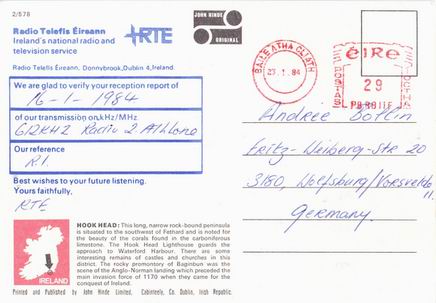 2/578
Radio Telefís Éireann
Ireland's national radio and
television service
RTE
JOHN HINDE
ORIGINAL
Radio Telefís Éireann, Donnybrook, Dublin 4, Ireland.
BAILE ÁTHA CLIATH
23.1.84
éire
POSTAS
29
We are glad to verify your reception report of
16-1-1984
of our transmission on kHz/MHz.
612 KHZ Radio 2. Athlone
Our reference
R1.
Best wishes to your future listening.
Yours faithfully,
RTE
Andree Botlin
Fritz-Weiberg-Str 20
3180, Wolfsburg/Vorsvelde
Germany
IRELAND
HOOK HEAD: This long, narrow rock-bound peninsula
is situated to the southwest of Fethard and is noted for
the beauty of the corals found in the carboniferous
limestone. The Hook Head Lighthouse guards the
approach to Waterford Harbour. There are some
interesting remains of castles and churches in this
district. The rocky promontory of Baginbun was the
scene of the Anglo-Norman landing which preceded the
main invasion force of 1170 when they came for the
conquest of Ireland.
Printed and Published by John Hinde Limited, Cabinteely, Co. Dublin, Irish Republic.